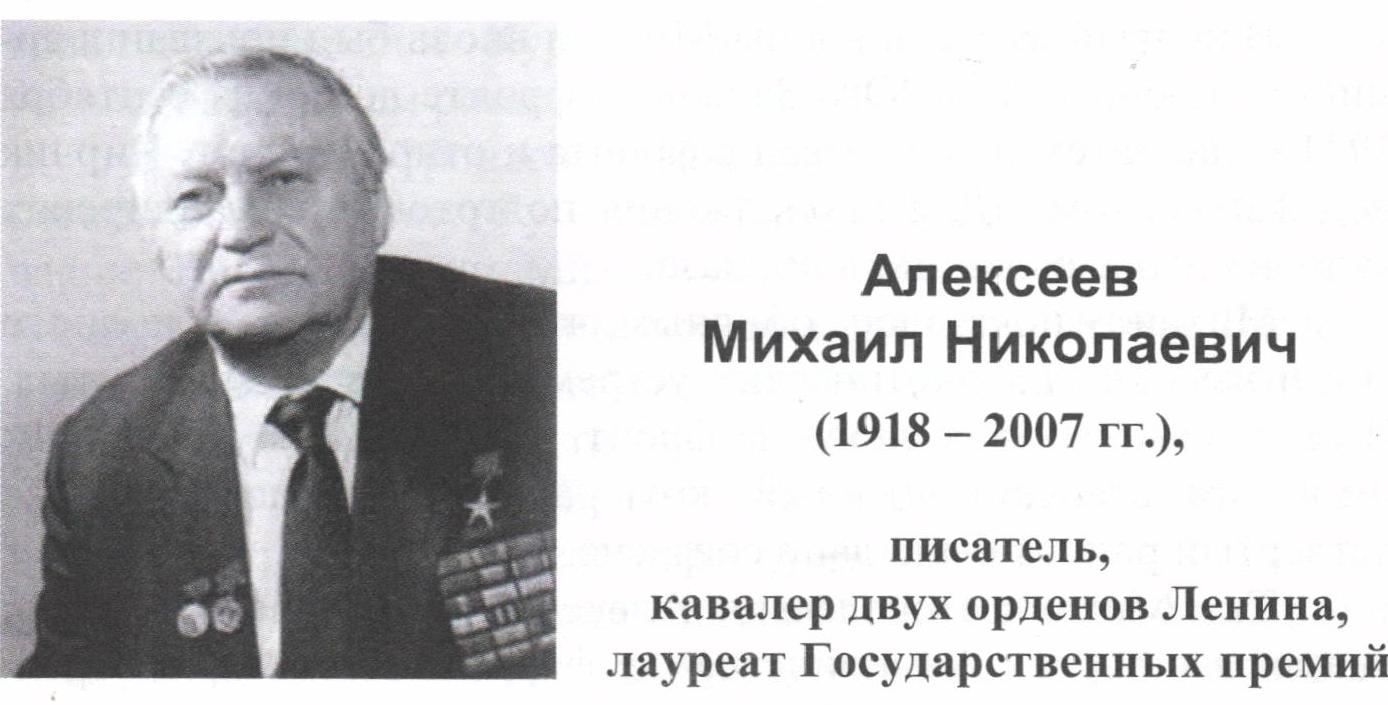 Алексеев
Михаил Николаевич
(1918 – 2007 гг.),
писатель,
кавалер двух орденов Ленина,
лауреат Государственных премий